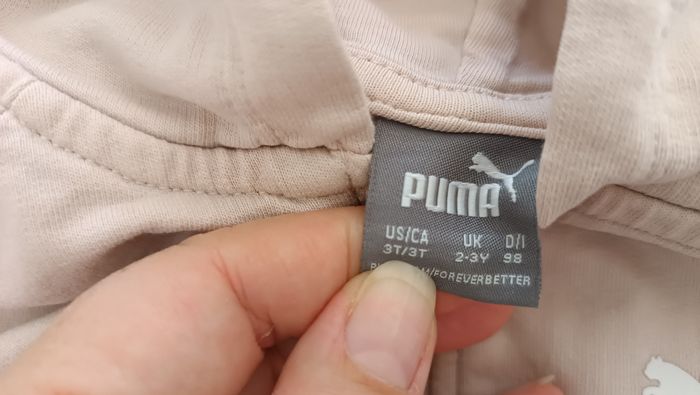 PUMA
US/CA UK D/I
3T/3T 2-3Y 98
/FOREVERBETTER